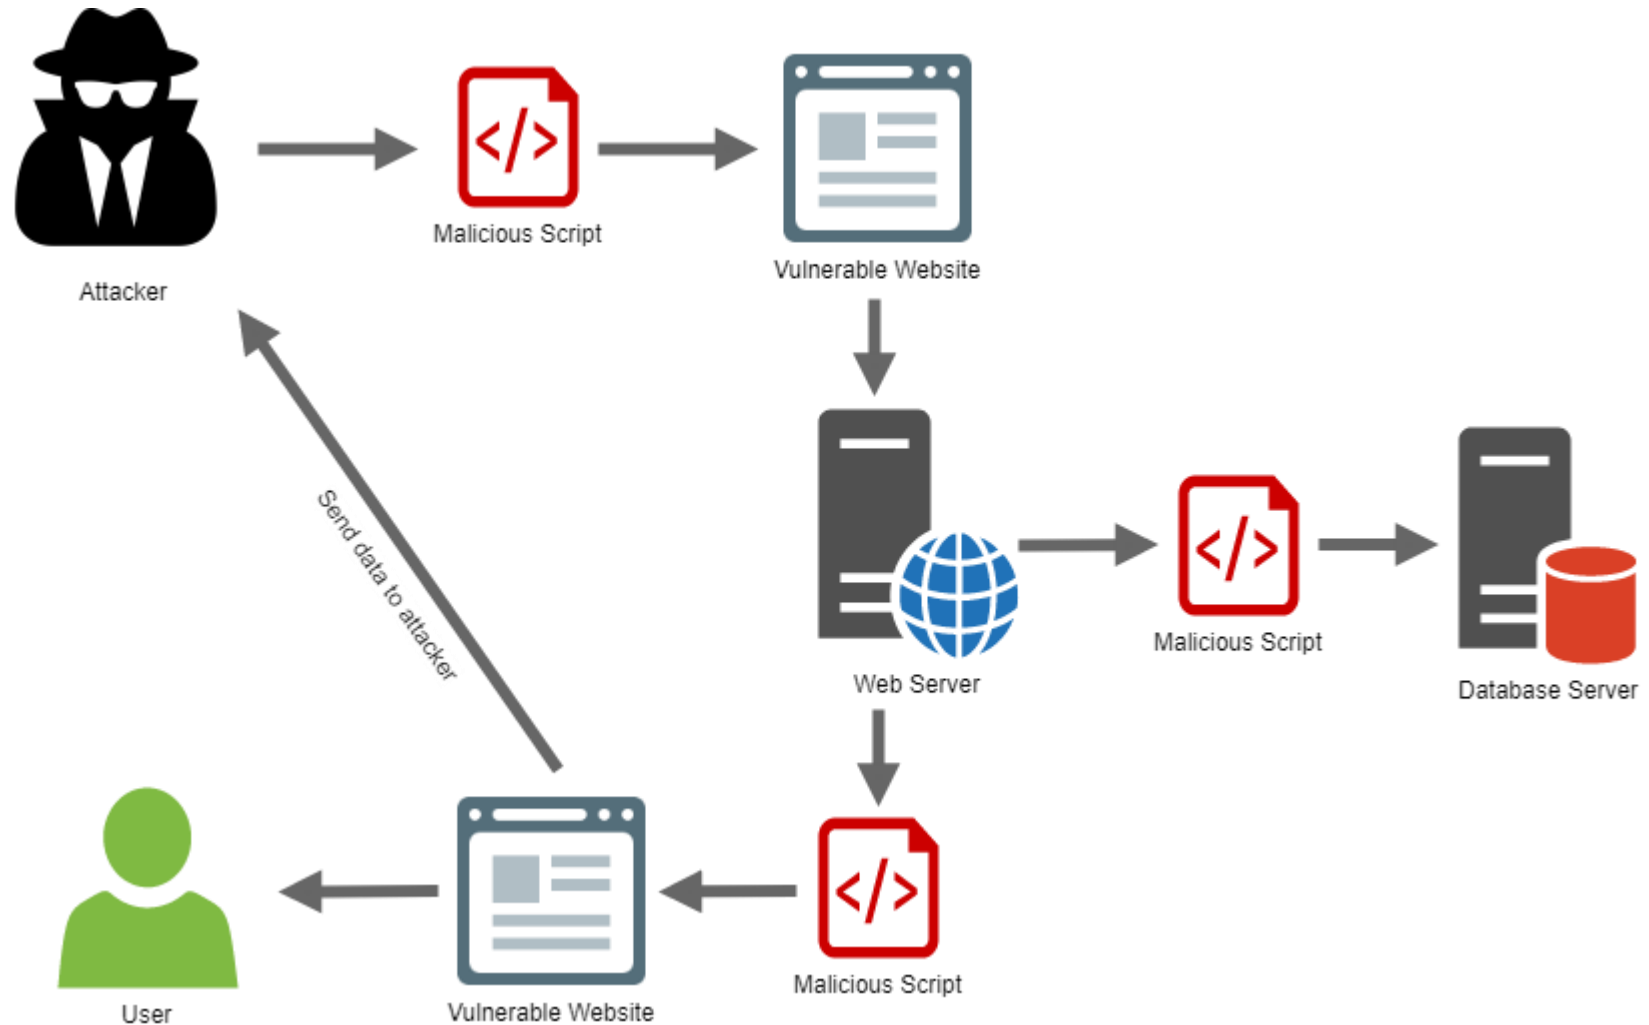 </>
Malicious Script
Vulnerable Website
Attacker
Send data to attacker
</>
Malicious Script
Web Server
Database Server
</>
Malicious Script
Vulnerable Website
User